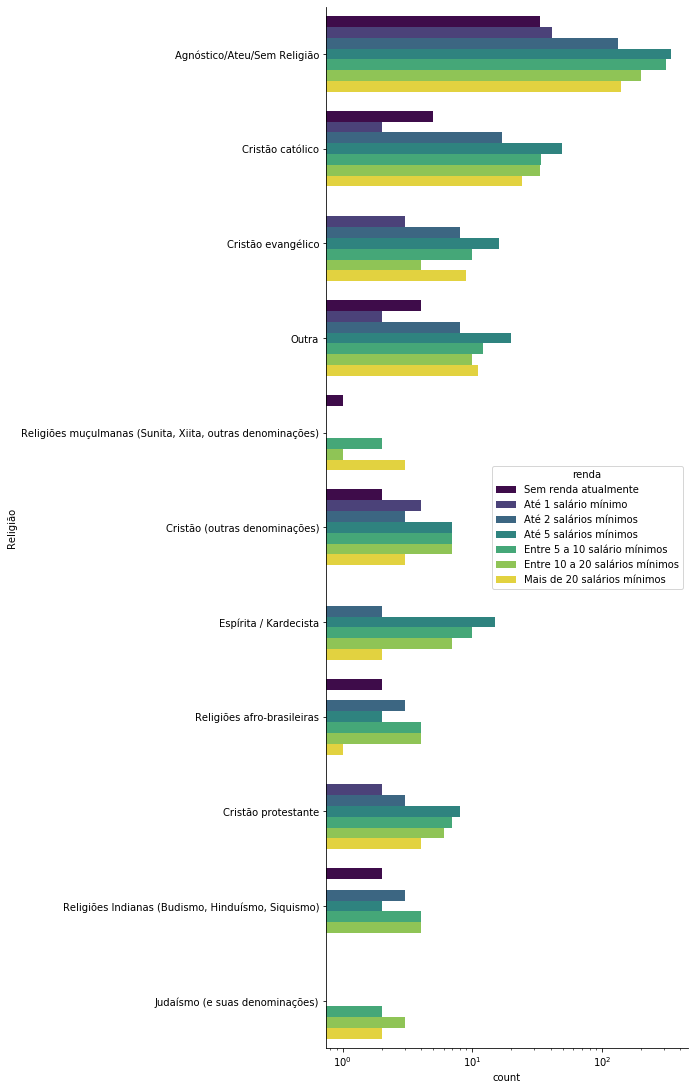 Agnóstico/Ateu/Sem Religião
Cristão católico
Cristão evangélico
Outra
Religiões muçulmanas (Sunita, Xiita, outras denominações)
renda
Sem renda atualmente
Até 1 salário mínimo
Até 2 salários mínimos
Até 5 salários mínimos
Entre 5 a 10 salário mínimos
Entre 10 a 20 salários mínimos
Mais de 20 salários mínimos
Religião
Cristão (outras denominações)
Espírita / Kardecista
Religiões afro-brasileiras
Cristão protestante
Religiões Indianas (Budismo, Hinduísmo, Siquismo)
Judaísmo (e suas denominações)
10⁰ 10¹ 10²
count